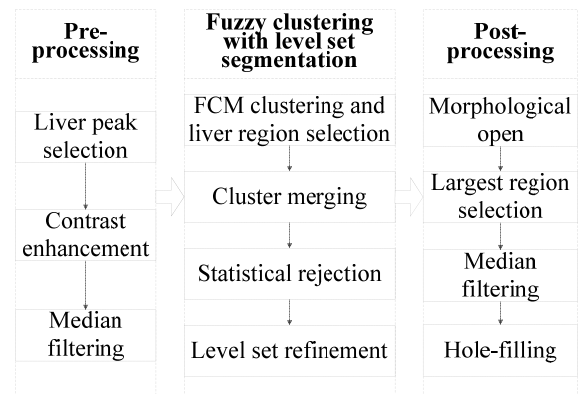 Pre-
processing
Liver peak
selection
Contrast
enhancement
Median
filtering
Fuzzy clustering
with level set
segmentation
FCM clustering and
liver region selection
Cluster merging
Statistical rejection
Level set refinement
Post-
processing
Morphological
open
Largest region
selection
Median
filtering
Hole-filling